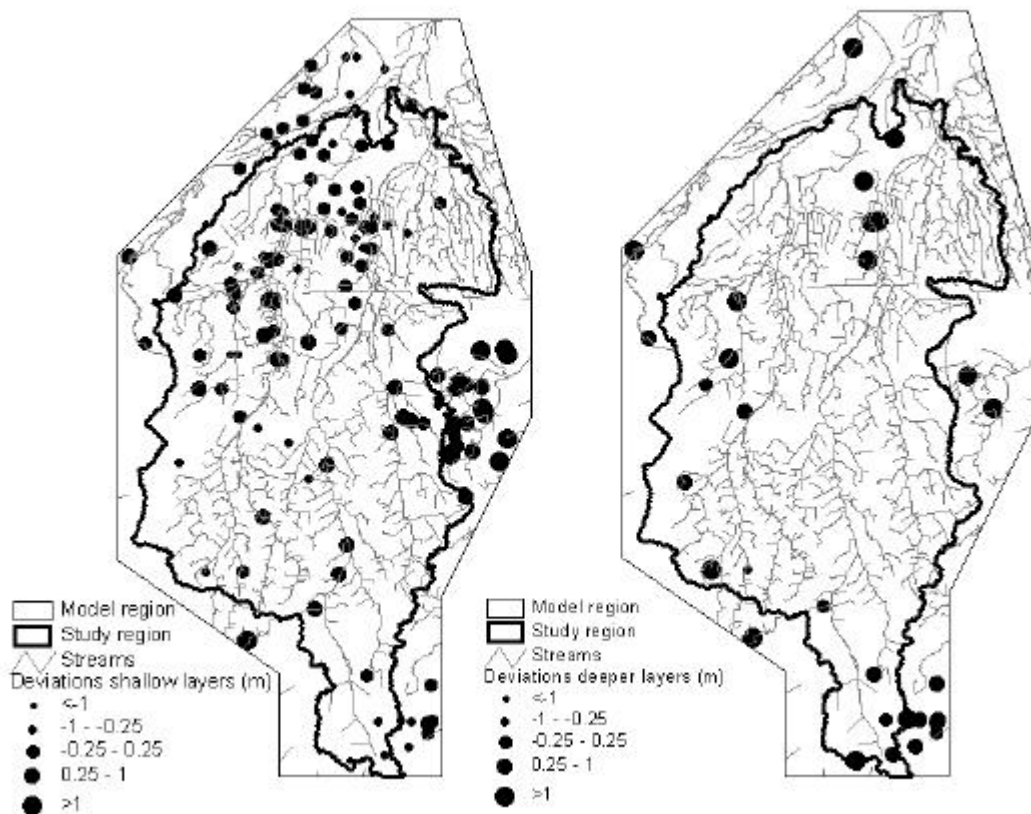 Model region
Study region
Streams
Deviations shallow layers (m)
<-1
-1 - -0.25
-0.25 - 0.25
0.25 - 1
>1
Model region
Study region
Streams
Deviations deeper layers (m)
<-1
-1 - -0.25
-0.25 - 0.25
0.25 - 1
>1